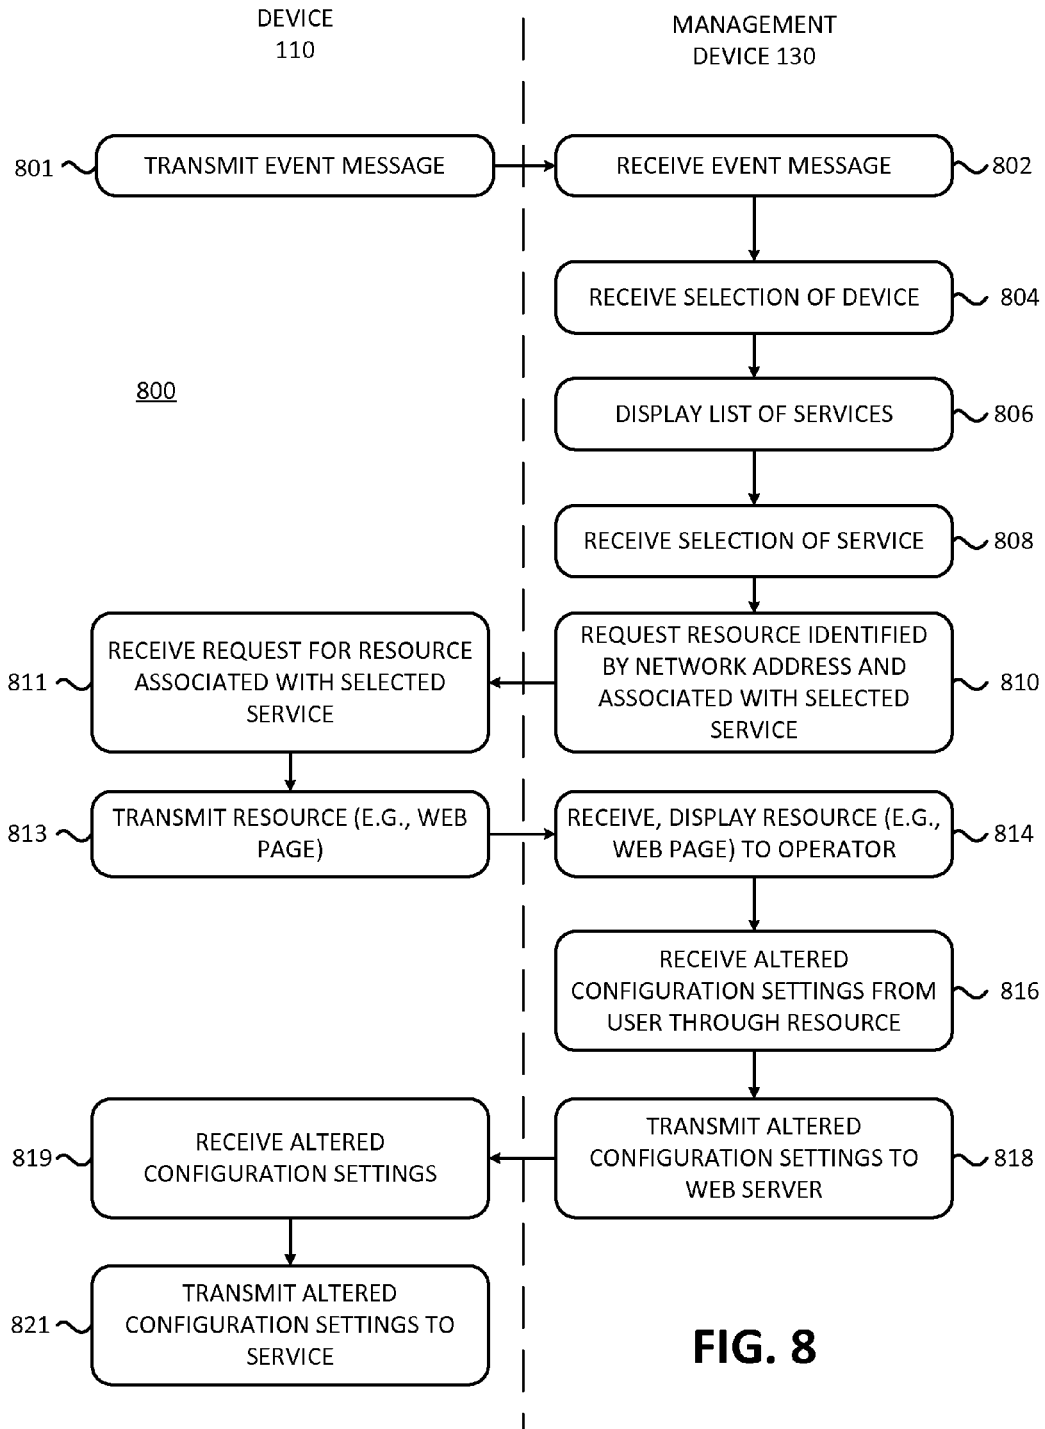 DEVICE
110
MANAGEMENT
DEVICE 130
801
TRANSMIT EVENT MESSAGE
RECEIVE EVENT MESSAGE
802
RECEIVE SELECTION OF DEVICE
804
800
DISPLAY LIST OF SERVICES
806
RECEIVE SELECTION OF SERVICE
808
811
RECEIVE REQUEST FOR RESOURCE
ASSOCIATED WITH SELECTED
SERVICE
REQUEST RESOURCE IDENTIFIED
BY NETWORK ADDRESS AND
ASSOCIATED WITH SELECTED
SERVICE
810
813
TRANSMIT RESOURCE (E.G., WEB
PAGE)
RECEIVE, DISPLAY RESOURCE (E.G.,
WEB PAGE) TO OPERATOR
814
RECEIVE ALTERED
CONFIGURATION SETTINGS FROM
USER THROUGH RESOURCE
816
819
RECEIVE ALTERED
CONFIGURATION SETTINGS
TRANSMIT ALTERED
CONFIGURATION SETTINGS TO
WEB SERVER
818
821
TRANSMIT ALTERED
CONFIGURATION SETTINGS TO
SERVICE
FIG. 8